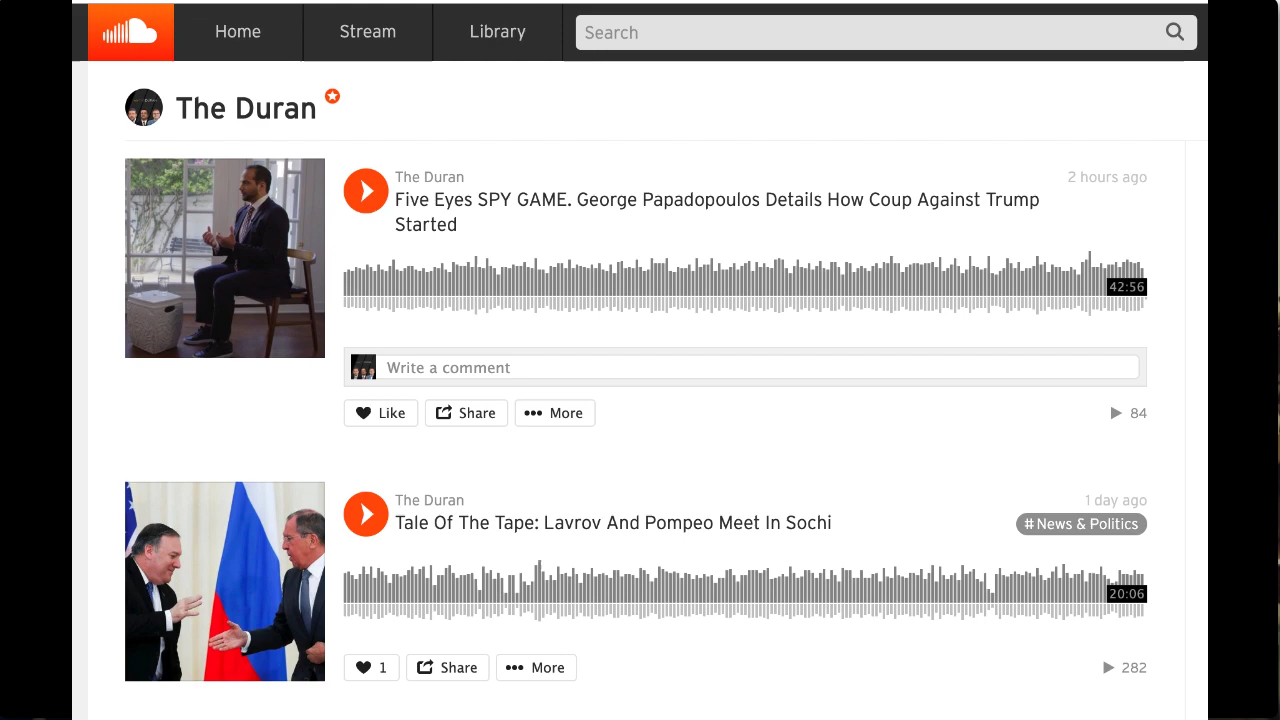 Home
Stream
Library
Search
The Duran
The Duran
2 hours ago
Five Eyes SPY GAME. George Papadopoulos Details How Coup Against Trump
Started
42:56
Write a comment
Like
Share
More
84
The Duran
1 day ago
Tale Of The Tape: Lavrov And Pompeo Meet In Sochi
# News & Politics
20:06
1
Share
More
282